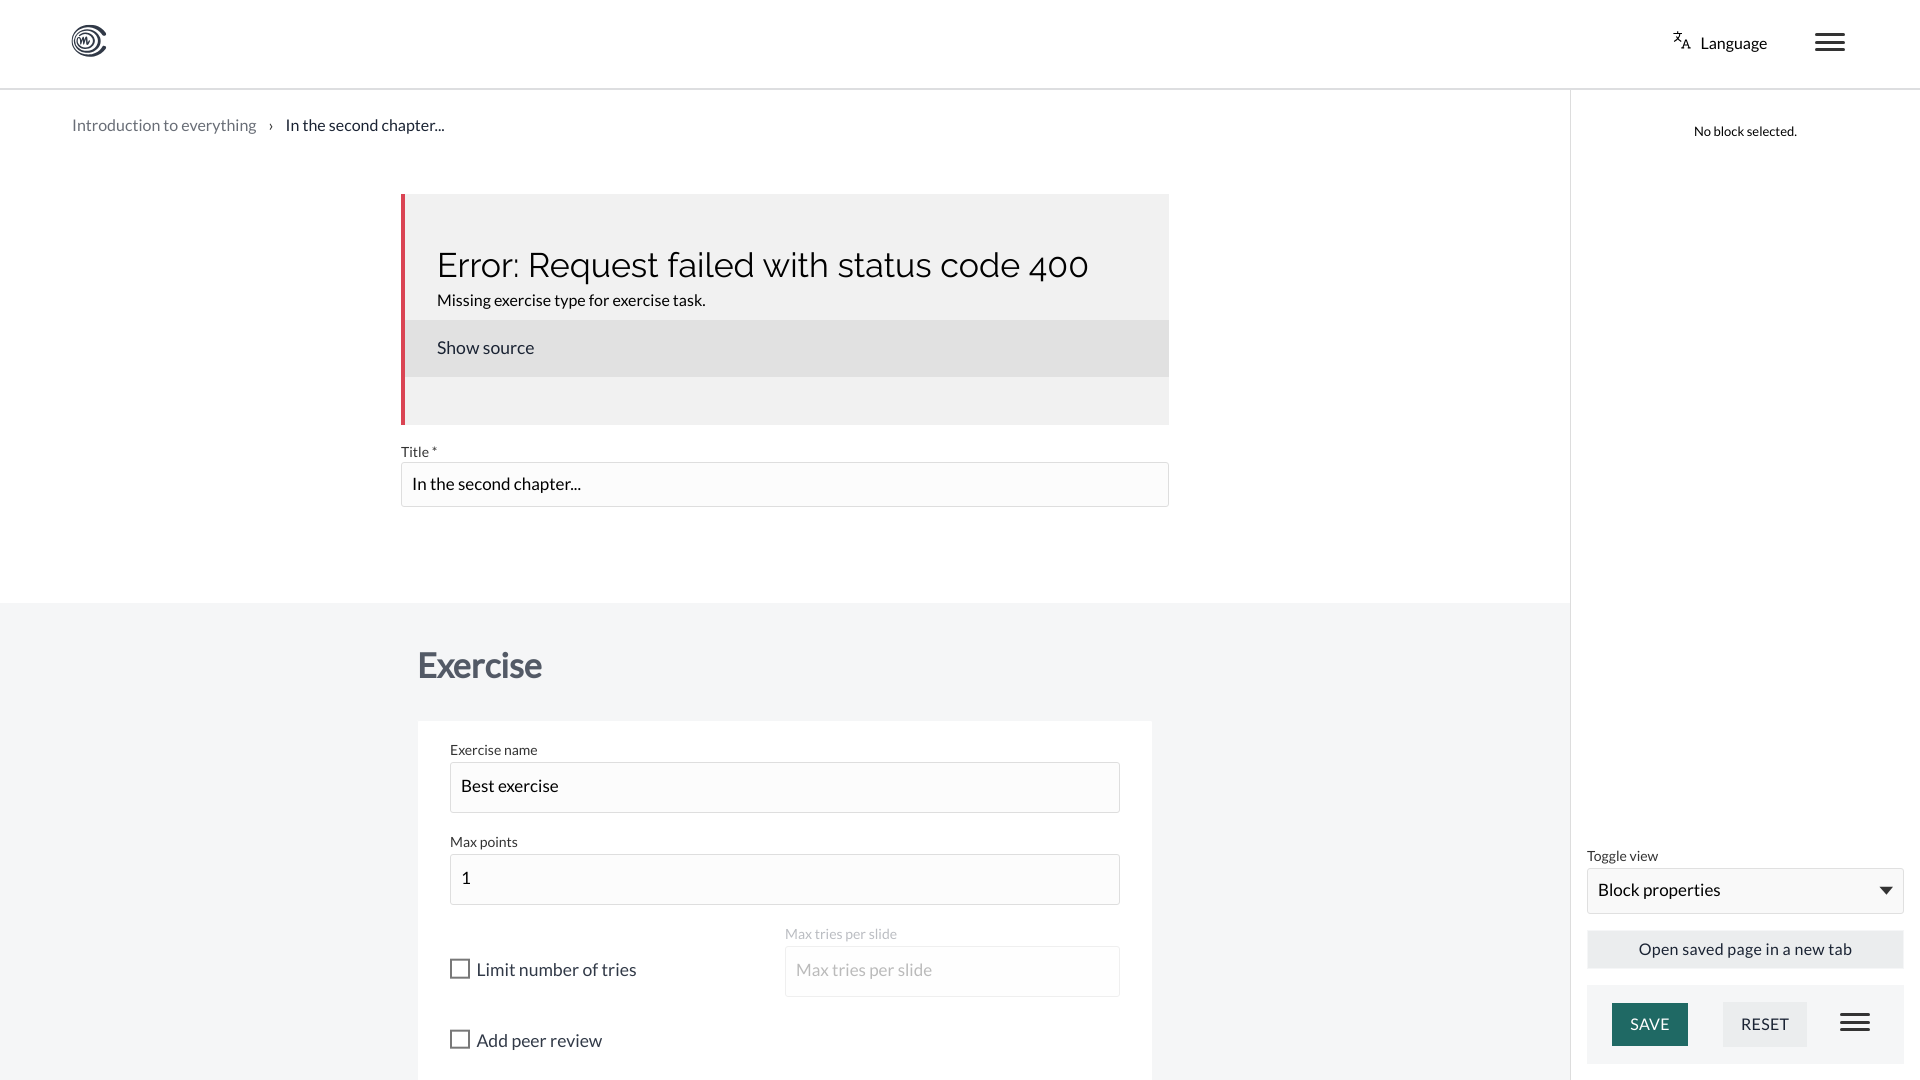 Language
Introduction to everything › In the second chapter...
No block selected.
Error: Request failed with status code 400
Missing exercise type for exercise task.
Show source
Title *
In the second chapter...
Exercise
Exercise name
Best exercise
Max points
1
Limit number of tries
Max tries per slide
Max tries per slide
Add peer review
Toggle view
Block properties
Open saved page in a new tab
SAVE
RESET